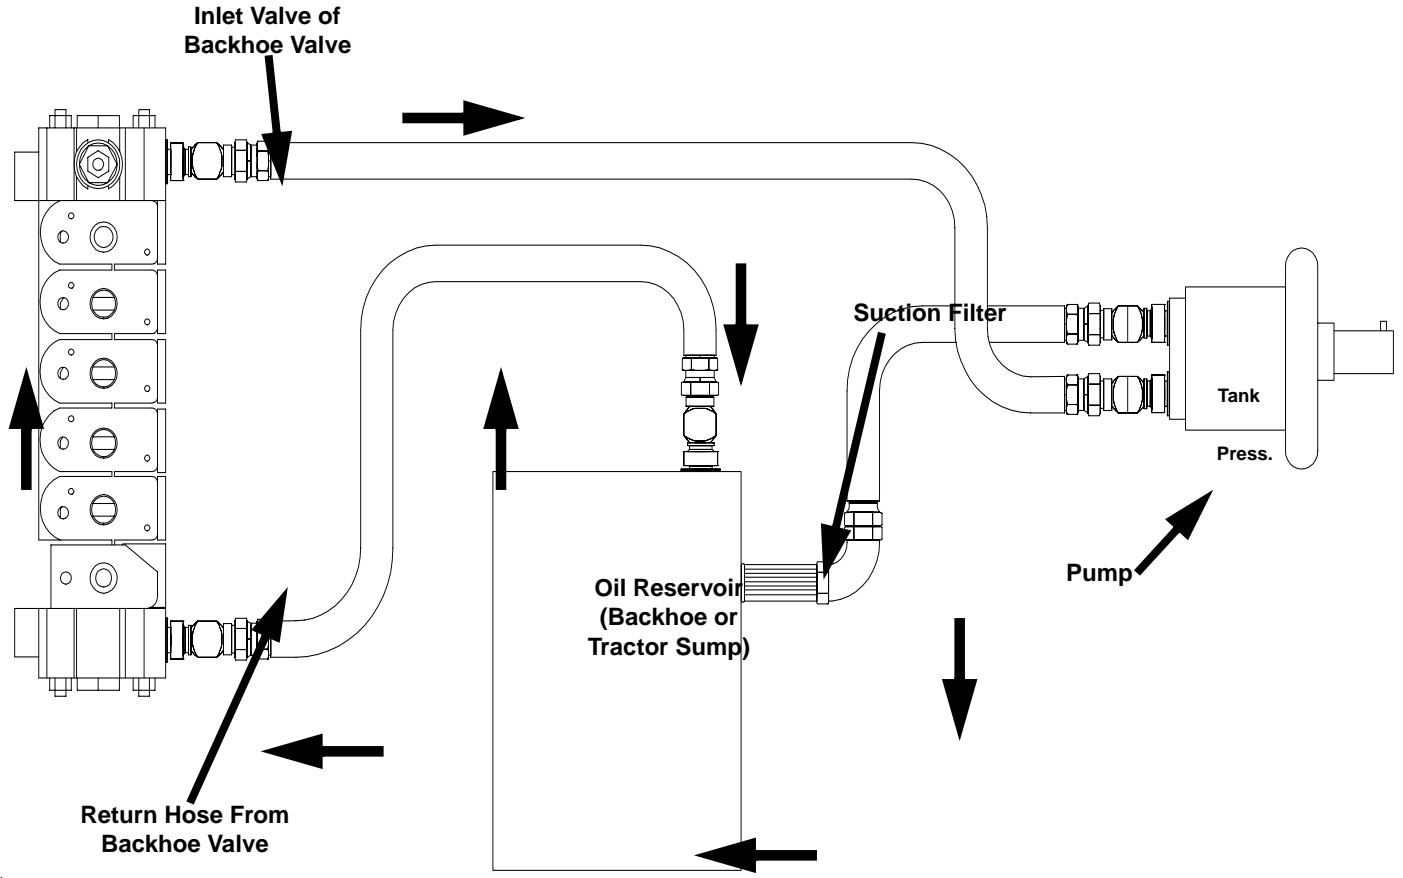 Inlet Valve of
Backhoe Valve
Suction Filter
Tank
Press.
Pump
Oil Reservoir
(Backhoe or
Tractor Sump)
Return Hose From
Backhoe Valve